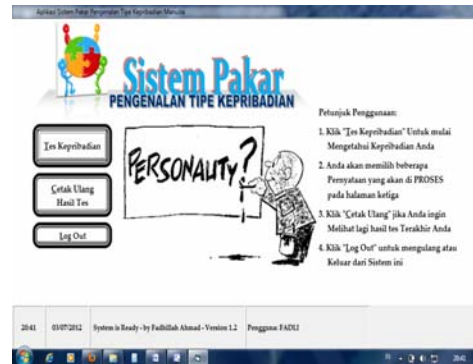 Aplikasi Sistem Pakar Pengenalan Tipe Kepribadian Manusia
Sistem Pakar
PENGENALAN TIPE KEPRIBADIAN
Tes Kepribadian
Cetak Ulang
Hasil Tes
Log Out
PERSONALITY?
Petunjuk Penggunaan:
1. Klik "Tes Kepribadian" Untuk mulai
Mengetahui Kepribadian Anda
2. Anda akan memilih beberapa
Pernyataan yang akan di PROSES
pada halaman ketiga
3. Klik "Cetak Ulang" jika Anda ingin
Melihat lagi hasil tes Terakhir Anda
4. Klik "Log Out" untuk mengulang atau
Keluar dari Sistem ini
20:41 03/07/2012 System is Ready - by Fadhillah Ahmad - Version 1.2 Pengguna: FADLI
20:41